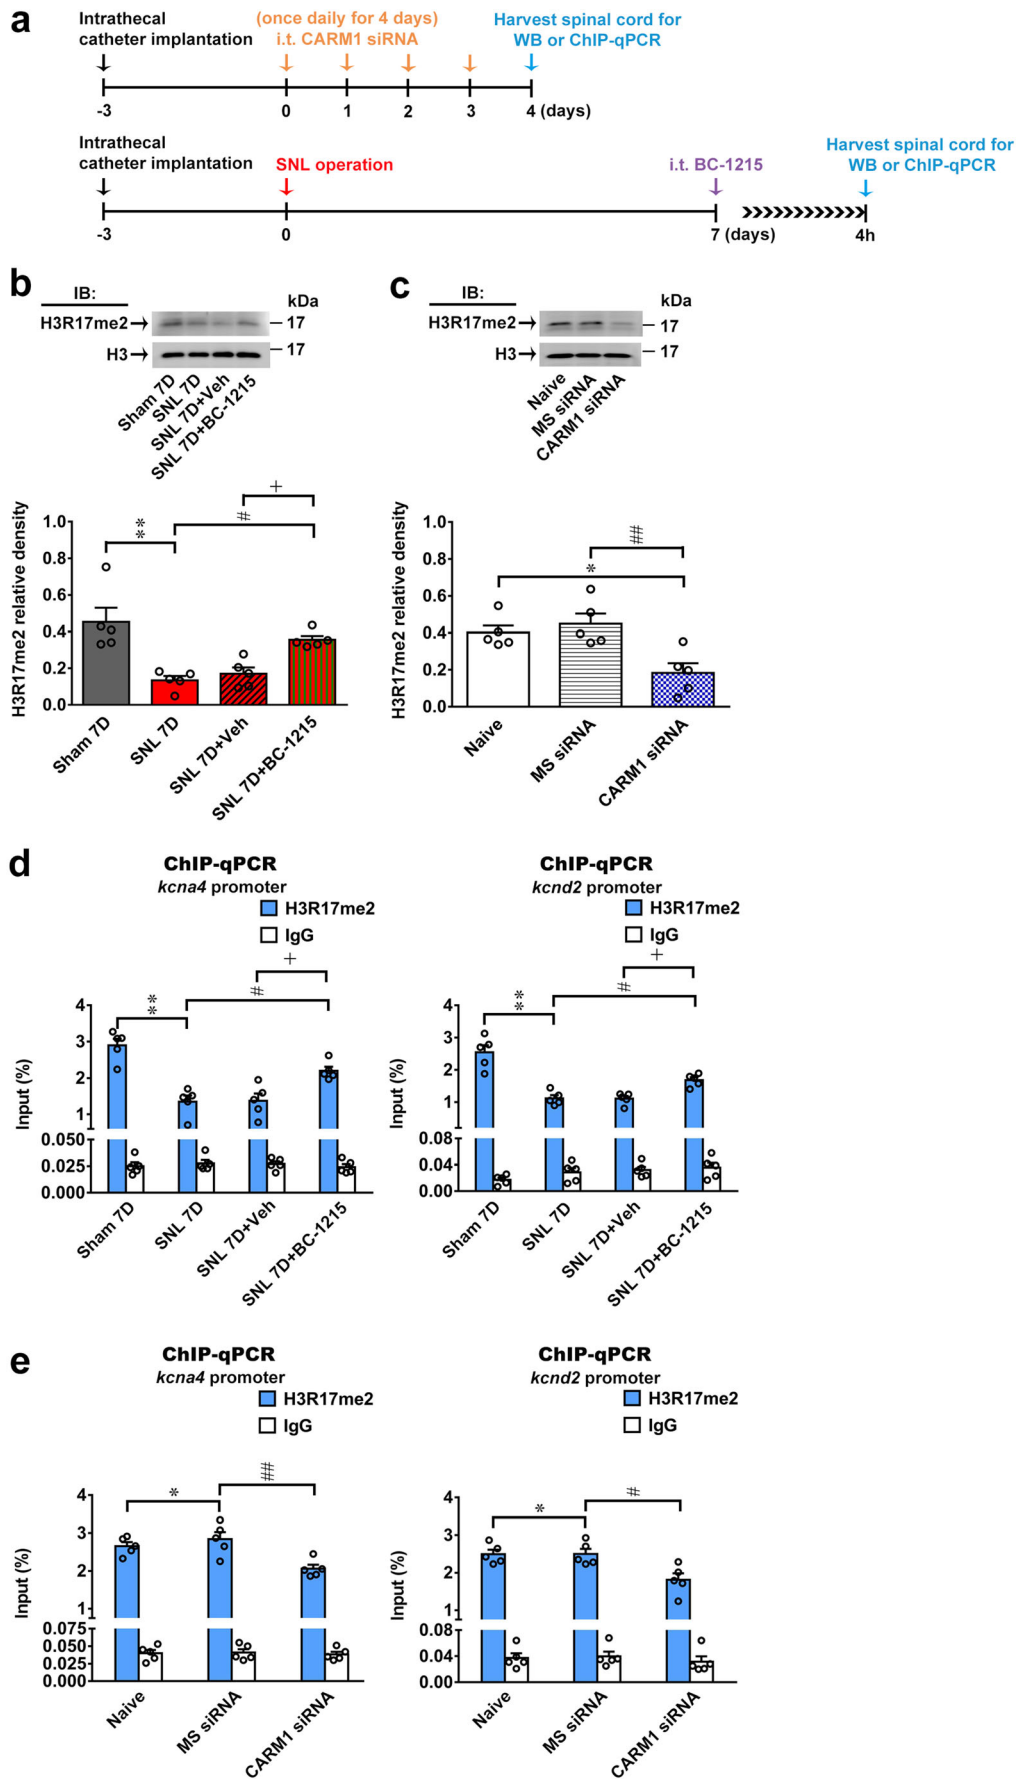 a
Intrathecal
catheter implantation
(once daily for 4 days)
i.t. CARM1 siRNA
Harvest spinal cord for
WB or ChIP-qPCR
-3 0 1 2 3 4 (days)
Intrathecal
catheter implantation
SNL operation
i.t. BC-1215
Harvest spinal cord for
WB or ChIP-qPCR
-3 0 7 (days) 4h
b
IB:
kDa
H3R17me2 17
H3 17
Sham 7D
SNL 7D
SNL 7D+Veh
SNL 7D+BC-1215
H3R17me2 relative density
1.0
0.8
0.6
0.4
0.2
0.0
**
#
+
Sham 7D
SNL 7D
SNL 7D+Veh
SNL 7D+BC-1215
c
IB:
kDa
H3R17me2 17
H3 17
Naive
MS siRNA
CARM1 siRNA
H3R17me2 relative density
1.0
0.8
0.6
0.4
0.2
0.0
*
##
Naive
MS siRNA
CARM1 siRNA
d
ChIP-qPCR
kcna4 promoter
H3R17me2
IgG
Input (%)
4
3
2
1
0.050
0.025
0.000
**
#
+
Sham 7D
SNL 7D
SNL 7D+Veh
SNL 7D+BC-1215
ChIP-qPCR
kcnd2 promoter
H3R17me2
IgG
Input (%)
4
3
2
1
0.08
0.04
0.00
**
#
+
Sham 7D
SNL 7D
SNL 7D+Veh
SNL 7D+BC-1215
e
ChIP-qPCR
kcna4 promoter
H3R17me2
IgG
Input (%)
4
3
2
1
0.075
0.050
0.025
0.000
*
##
Naive
MS siRNA
CARM1 siRNA
ChIP-qPCR
kcnd2 promoter
H3R17me2
IgG
Input (%)
4
3
2
1
0.08
0.04
0.00
*
#
Naive
MS siRNA
CARM1 siRNA